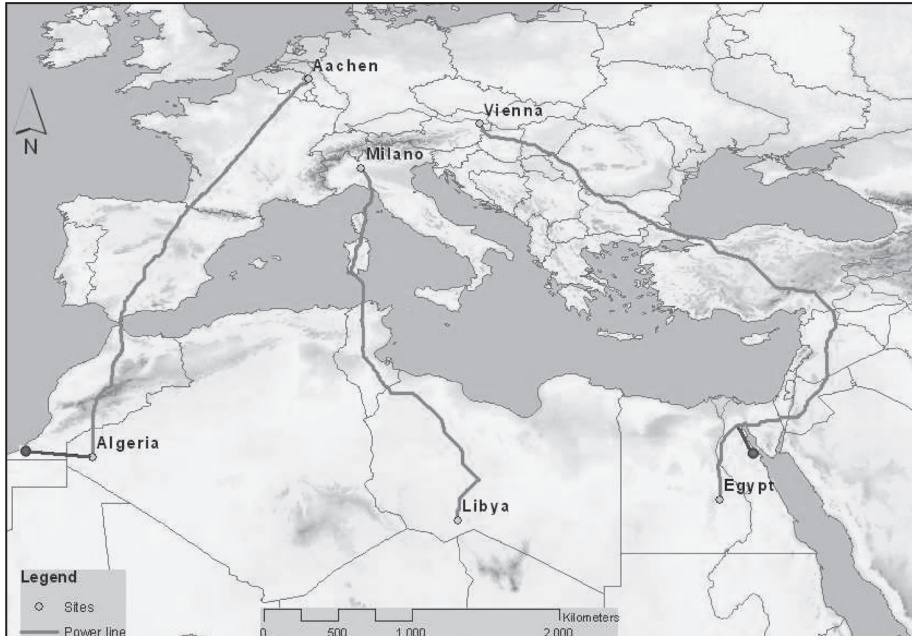 Aachen
Vienna
N
Milano
Algeria
Egypt
Libya
Legend
Sites
Power line
Kilometers
0 500 1.000 2.000